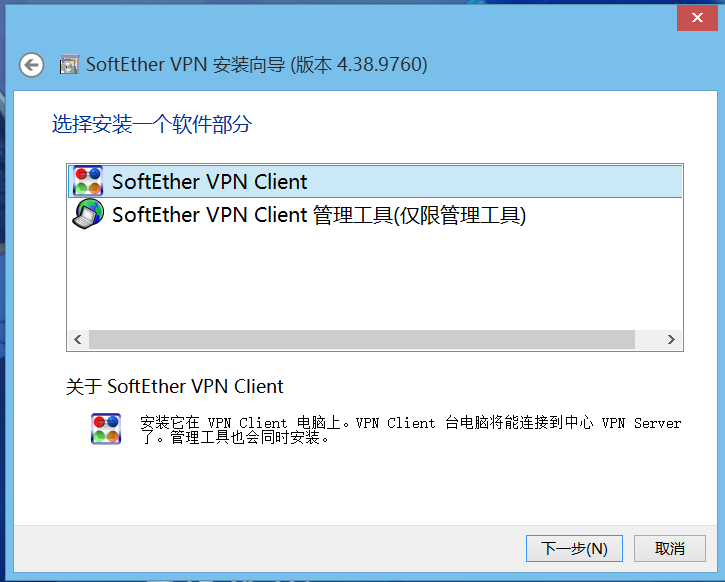 SoftEther VPN 安装向导 (版本 4.38.9760)
选择安装一个软件部分
SoftEther VPN Client
SoftEther VPN Client 管理工具(仅限管理工具)
关于 SoftEther VPN Client
安装它在 VPN Client 电脑上。VPN Client 台电脑将能连接到中心 VPN Server
了。管理工具也会同时安装。
下一步(N)
取消